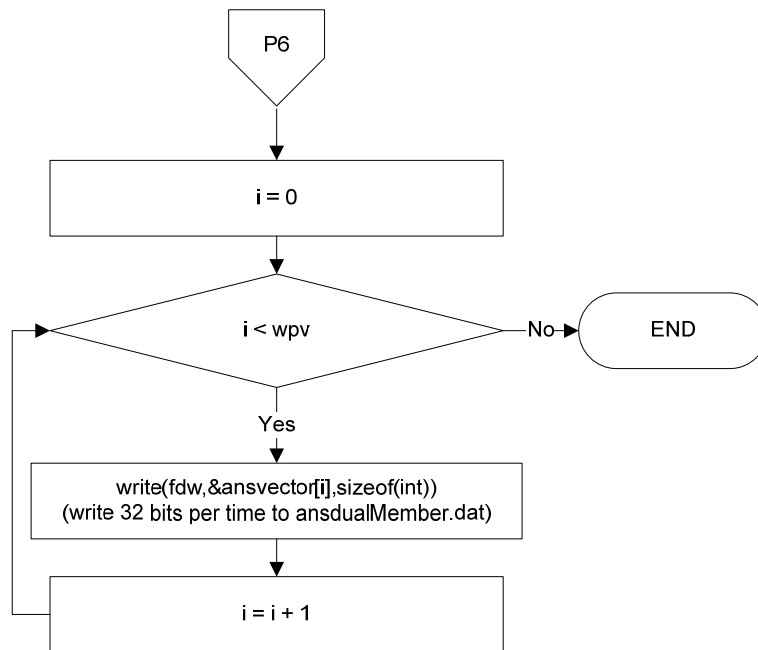 P6
i = 0
i < wpv
No
END
Yes
write(fdw,&ansvector[i],sizeof(int))
(write 32 bits per time to ansdualMember.dat)
i = i + 1